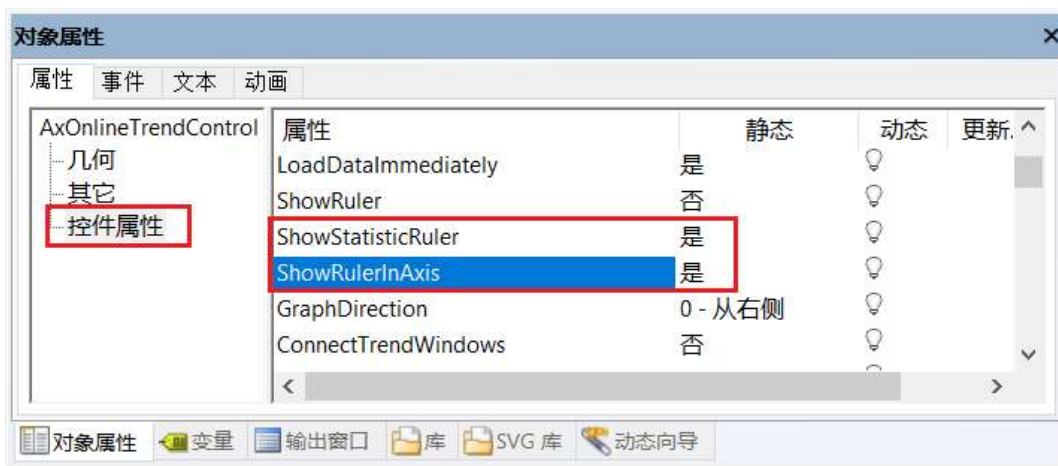 对象属性
属性 事件 文本 动画
AxOnlineTrendControl
几何
其它
控件属性
属性 静态 动态 更新.
LoadDataImmediately 是
ShowRuler 否
ShowStatisticRuler 是
ShowRulerInAxis 是
GraphDirection 0 - 从右侧
ConnectTrendWindows 否
对象属性 变量 输出窗口 库 SVG 库 动态向导